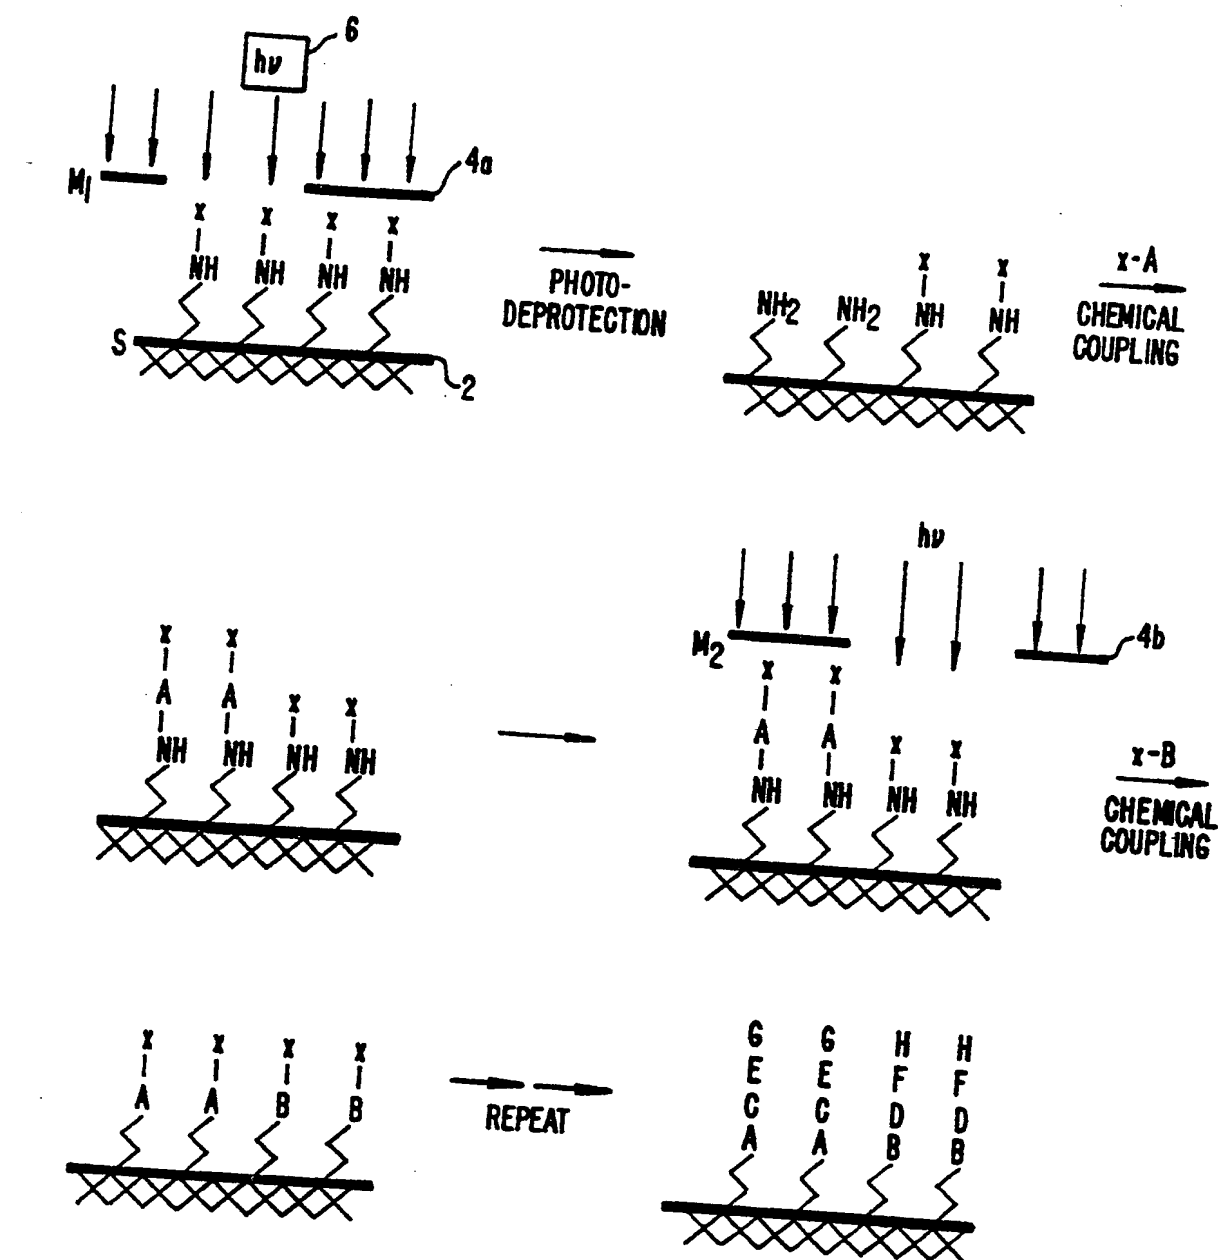 6
hν
4a
M1
x x x x
NH NH NH NH
S
2
PHOTO-
DEPROTECTION
x x
NH2 NH2 NH NH
x-A
CHEMICAL
COUPLING
x x
A A x x
NH NH NH NH
hν
M2
4b
x x
A A x x
NH NH NH NH
x-B
CHEMICAL
COUPLING
x x x x
A A B B
REPEAT
G G H H
E E F F
C C D D
A A B B